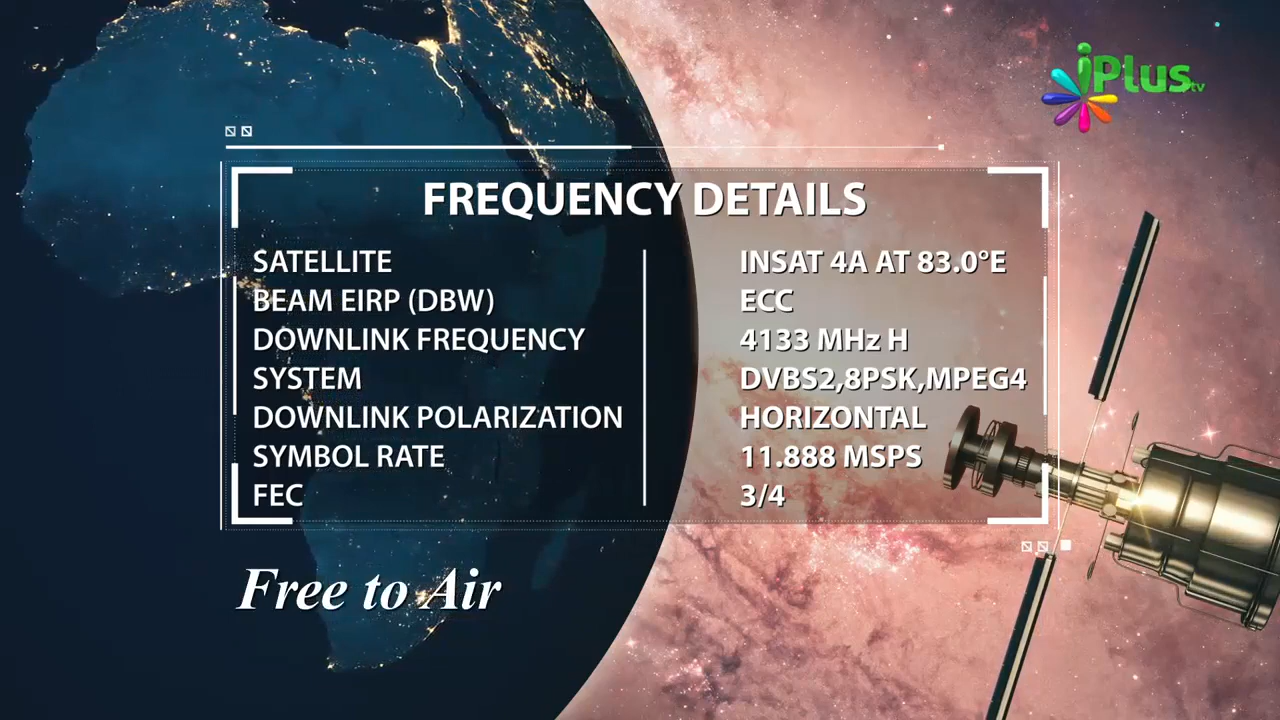 iPlus tv
FREQUENCY DETAILS
SATELLITE INSAT 4A AT 83.0°E
BEAM EIRP (DBW) ECC
DOWNLINK FREQUENCY 4133 MHz H
SYSTEM DVBS2,8PSK,MPEG4
DOWNLINK POLARIZATION HORIZONTAL
SYMBOL RATE 11.888 MSPS
FEC 3/4
Free to Air